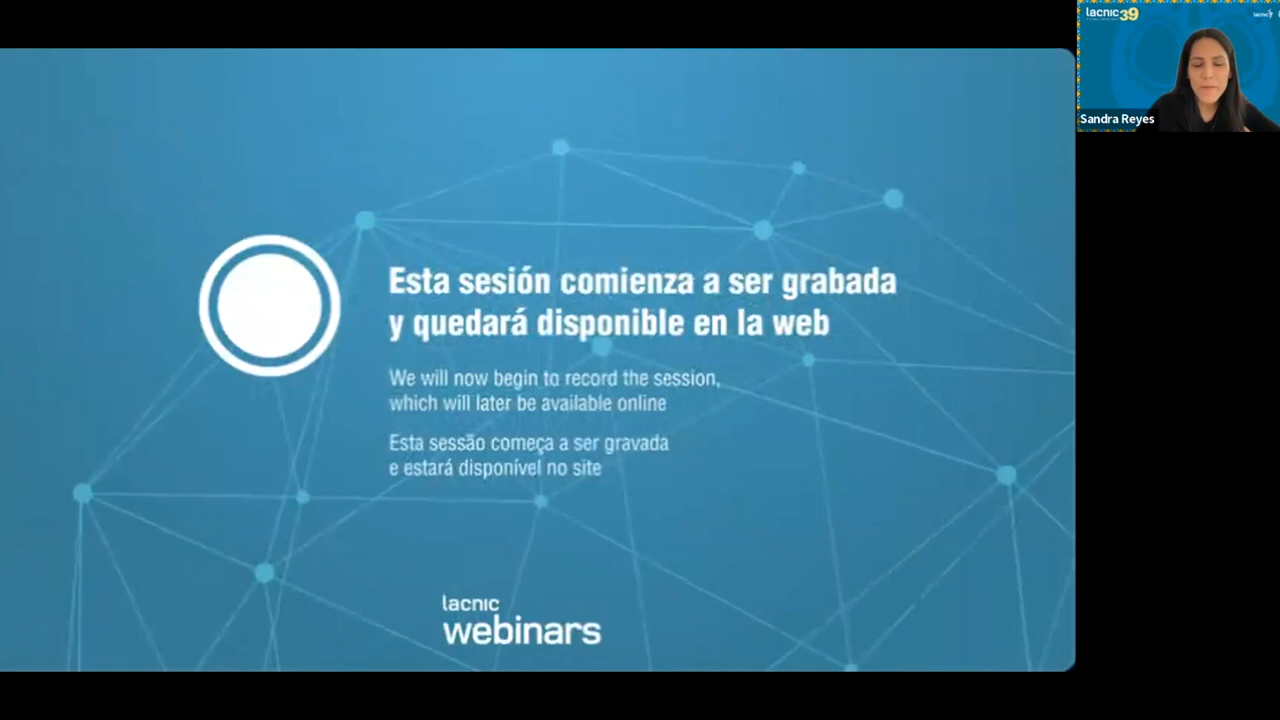 lacnic39
lacnic
Sandra Reyes
Esta sesión comienza a ser grabada
y quedará disponible en la web
We will now begin to record the session,
which will later be available online
Esta sessão começa a ser gravada
e estará disponível no site
lacnic
webinars